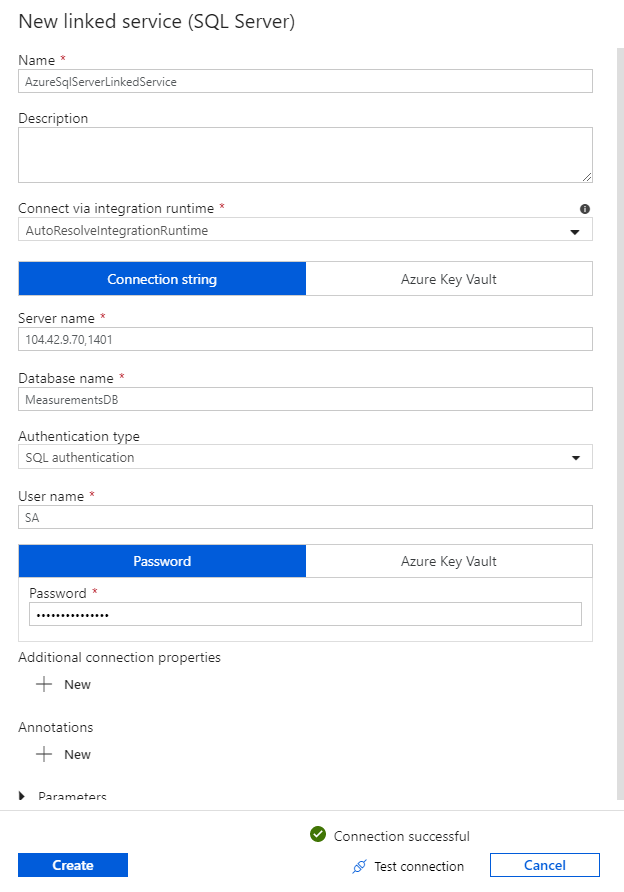 New linked service (SQL Server)
Name *
AzureSqlServerLinkedService
Description
Connect via integration runtime *
AutoResolveIntegrationRuntime
Connection string Azure Key Vault
Server name *
104.42.9.70,1401
Database name *
MeasurementsDB
Authentication type
SQL authentication
User name *
SA
Password Azure Key Vault
Password *
•••••••••••••••
Additional connection properties
New
Annotations
New
Parameters
Connection successful
Create Test connection Cancel